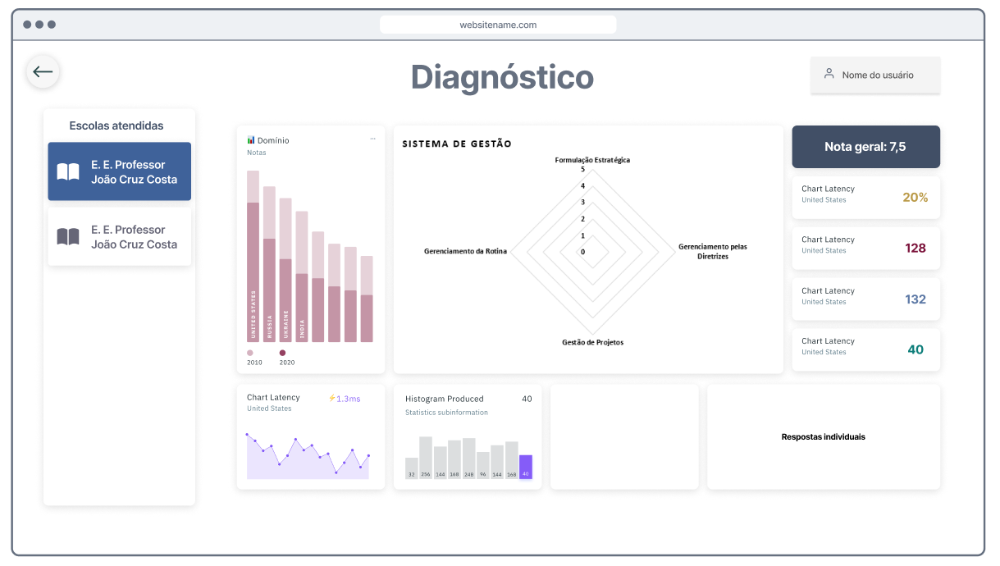 websitename.com
Diagnóstico
Nome do usuário
Escolas atendidas
E. E. Professor
João Cruz Costa
E. E. Professor
João Cruz Costa
Domínio
...
Notas
UNITED STATES
RUSSIA
UKRAINE
INDIA
2010
2020
SISTEMA DE GESTÃO
Formulação Estratégica
5
4
3
2
1
0
Gerenciamento da Rotina
Gerenciamento pelas
Diretrizes
Gestão de Projetos
Nota geral: 7,5
Chart Latency
United States
20%
Chart Latency
United States
128
Chart Latency
United States
132
Chart Latency
United States
40
Chart Latency
United States
⚡1.3ms
Histogram Produced
40
Statistics subinformation
32 256 144 168 248 96 144 168 40
Respostas individuais